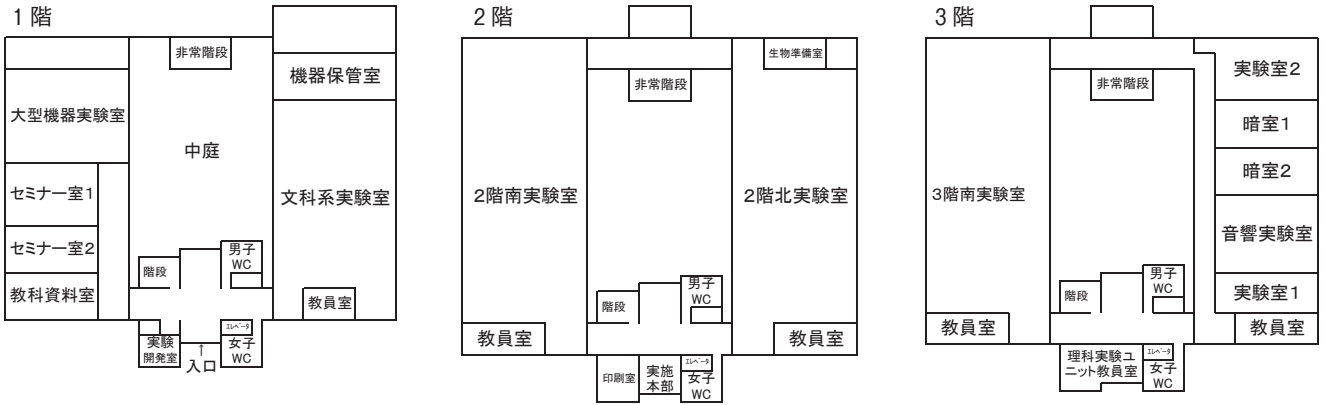 1階
非常階段
機器保管室
大型機器実験室
中庭
セミナー室1
文科系実験室
セミナー室2
男子
WC
階段
教科資料室
教員室
実験
開発室
↑
入口
エレベータ
女子
WC
2階
生物準備室
非常階段
2階南実験室
2階北実験室
男子
WC
階段
教員室
教員室
印刷室
実施
本部
エレベータ
女子
WC
3階
実験室2
非常階段
暗室1
暗室2
3階南実験室
音響実験室
男子
WC
階段
実験室1
教員室
教員室
理科実験ユ
ニット教員室
エレベータ
女子
WC